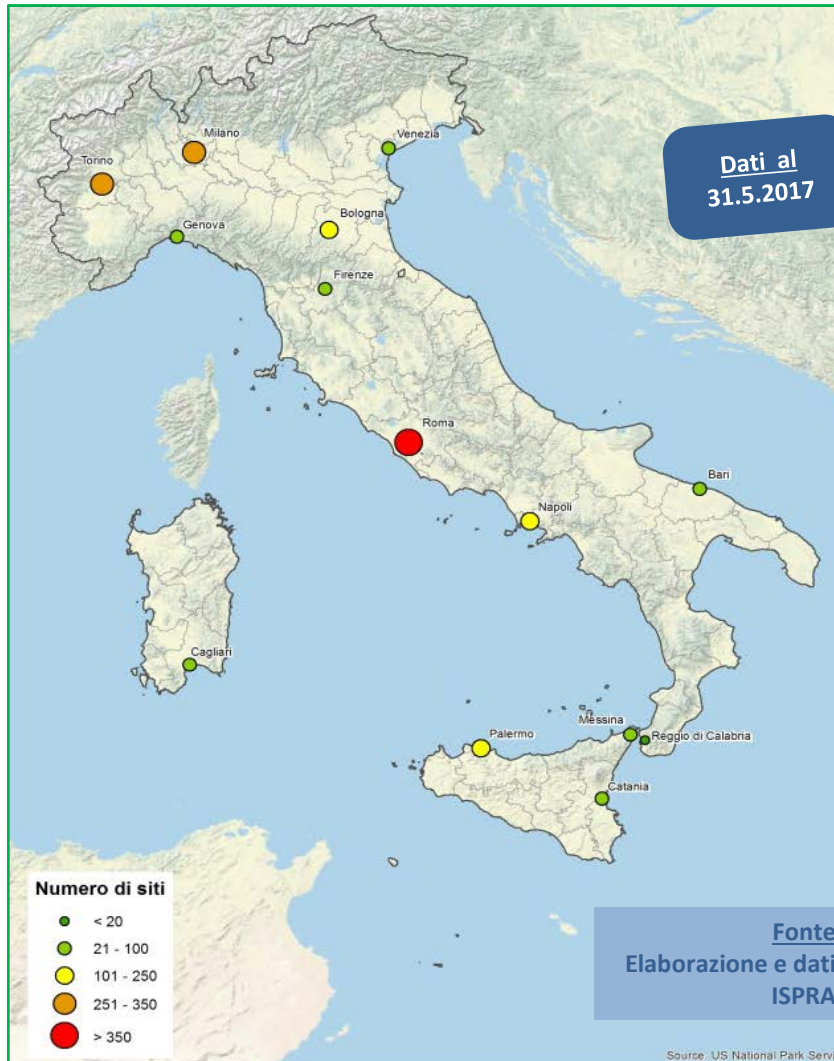 Milano
Venezia
Torino
Dati al
31.5.2017
Bologna
Genova
Firenze
Roma
Bari
Napoli
Cagliari
Messina
Palermo
Reggio di Calabria
Catania
Numero di siti
< 20
21 - 100
101 - 250
251 - 350
> 350
Fonte
Elaborazione e dati
ISPRA
Source: US National Park Serv